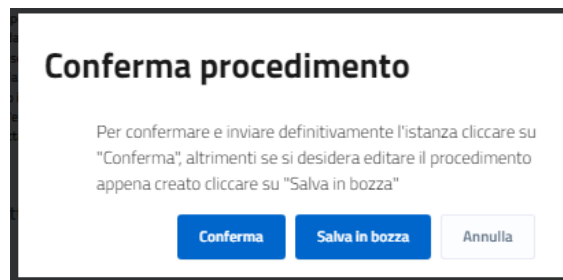 Conferma procedimento
Per confermare e inviare definitivamente l'istanza cliccare su
"Conferma", altrimenti se si desidera editare il procedimento
appena creato cliccare su "Salva in bozza"
Conferma Salva in bozza Annulla